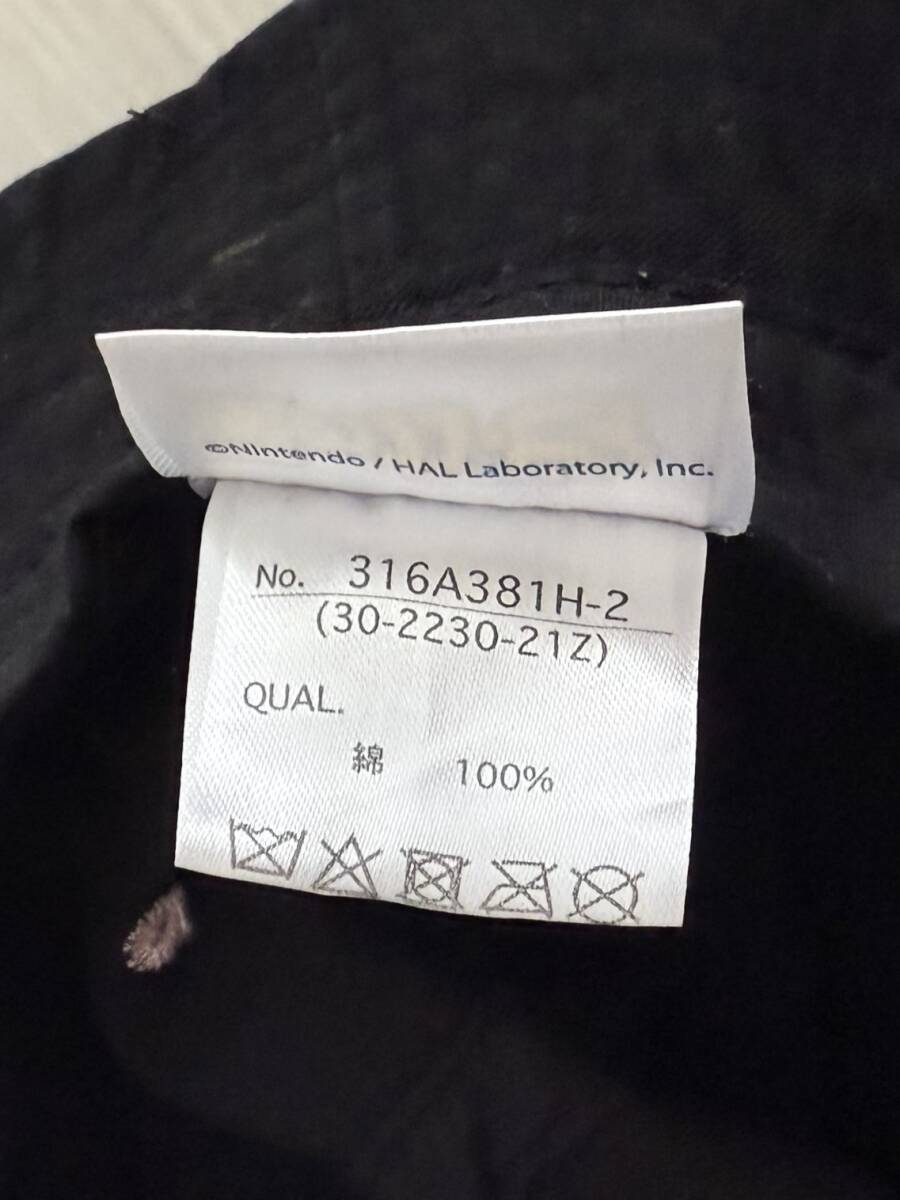 ©Nintendo / HAL Laboratory, Inc.
No. 316A381H-2
(30-2230-21Z)
QUAL.
綿 100%